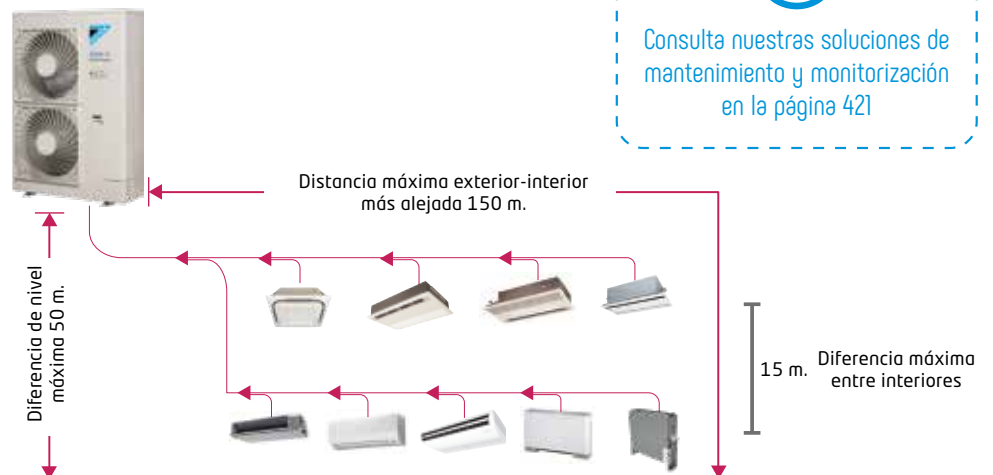 Consulta nuestras soluciones de
mantenimiento y monitorización
en la página 421
Distancia máxima exterior-interior
más alejada 150 m.
Diferencia de nivel
máxima 50 m.
15 m.
Diferencia máxima
entre interiores